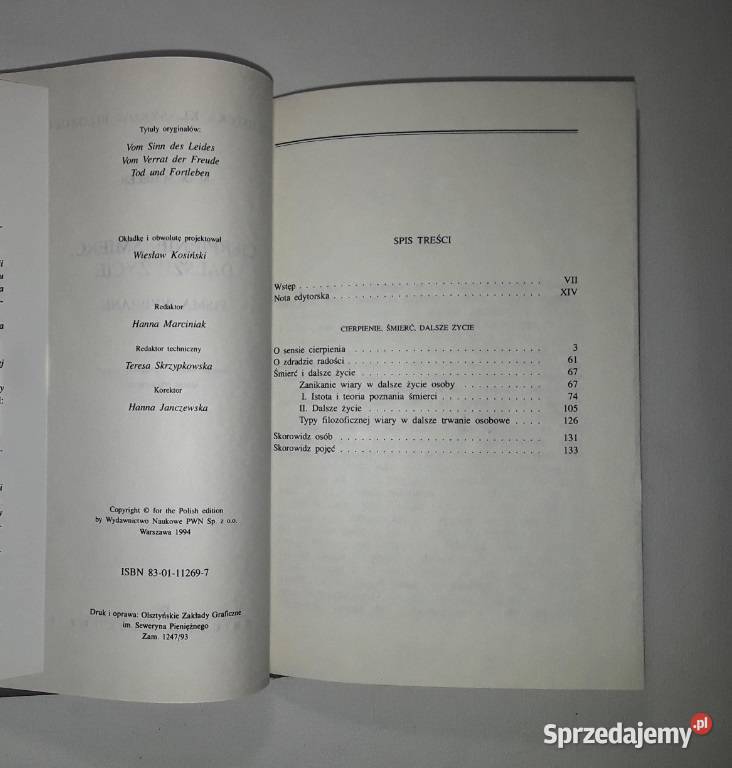 Tytuły oryginałów:
Vom Sinn des Leides
Vom Verrat der Freude
Tod und Fortleben
Okładkę i obwolutę projektował
Wiesław Kosiński
Redaktor
Hanna Marciniak
Redaktor techniczny
Teresa Skrzypkowska
Korektor
Hanna Janczewska
Copyright © for the Polish edition
by Wydawnictwo Naukowe PWN Sp. z o.o.
Warszawa 1994
ISBN 83-01-11269-7
Druk i oprawa: Olsztyńskie Zakłady Graficzne
im. Seweryna Pieniężnego
Zam. 1247/93
SPIS TREŚCI
Wstęp . . . . . . . . . . . . . . . . . . . . . . . . . . . . . VII
Nota edytorska . . . . . . . . . . . . . . . . . . . . . . . . XIV
CIERPIENIE, ŚMIERĆ, DALSZE ŻYCIE
O sensie cierpienia . . . . . . . . . . . . . . . . . . . . . . 3
O zdradzie radości . . . . . . . . . . . . . . . . . . . . . . 61
Śmierć i dalsze życie . . . . . . . . . . . . . . . . . . . . . 67
Zanikanie wiary w dalsze życie osoby . . . . . . . . . . . . 67
I. Istota i teoria poznania śmierci . . . . . . . . . . . . . . 74
II. Dalsze życie . . . . . . . . . . . . . . . . . . . . . 105
Typy filozoficznej wiary w dalsze trwanie osobowe . . . . 126
Skorowidz osób . . . . . . . . . . . . . . . . . . . . . . . . 131
Skorowidz pojęć . . . . . . . . . . . . . . . . . . . . . . . . 133
Sprzedajemy.pl